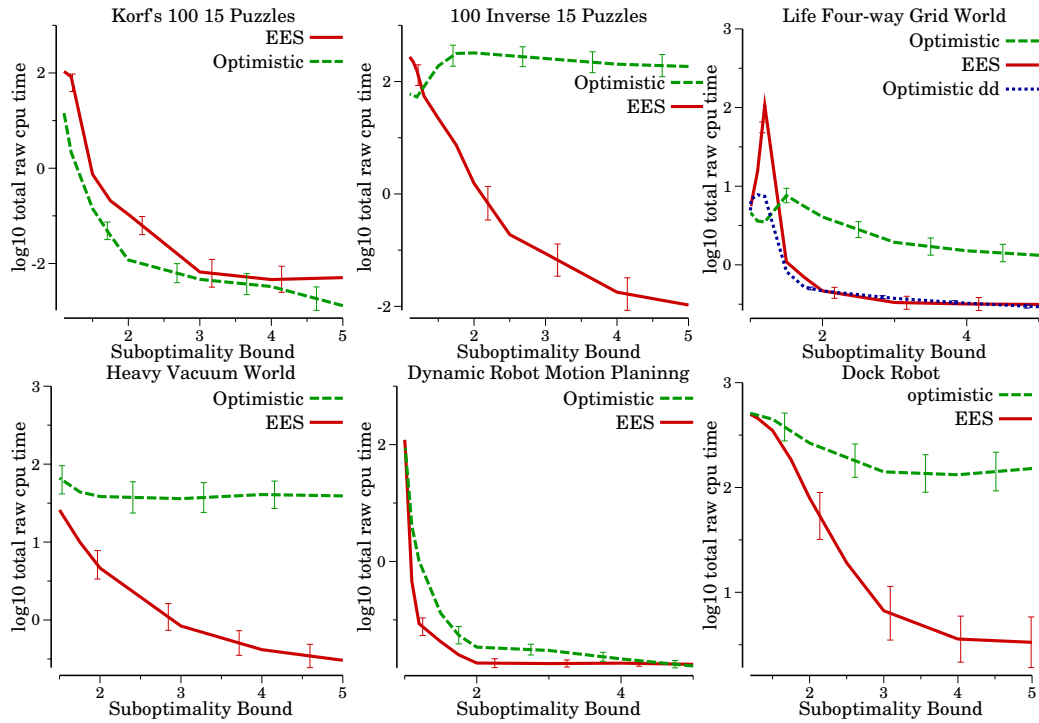 Korf's 100 15 Puzzles
EES
Optimistic
log10 total raw cpu time
2
0
-2
2
3
4
5
Suboptimality Bound
100 Inverse 15 Puzzles
Optimistic
EES
log10 total raw cpu time
2
0
-2
2
3
4
5
Suboptimality Bound
Life Four-way Grid World
Optimistic
EES
Optimistic dd
log10 total raw cpu time
3
2
1
0
2
4
Suboptimality Bound
Heavy Vacuum World
Optimistic
EES
log10 total raw cpu time
3
2
1
0
2
3
4
5
Suboptimality Bound
Dynamic Robot Motion Planinng
Optimistic
EES
log10 total raw cpu time
2
0
2
4
Suboptimality Bound
Dock Robot
optimistic
EES
log10 total raw cpu time
3
2
1
2
3
4
5
Suboptimality Bound